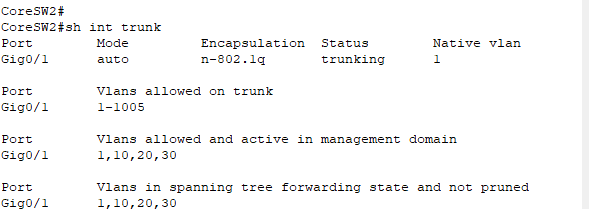 CoreSW2#
CoreSW2#sh int trunk
Port        Mode         Encapsulation  Status        Native vlan
Gig0/1      auto         n-802.1q       trunking      1
Port        Vlans allowed on trunk
Gig0/1      1-1005
Port        Vlans allowed and active in management domain
Gig0/1      1,10,20,30
Port        Vlans in spanning tree forwarding state and not pruned
Gig0/1      1,10,20,30